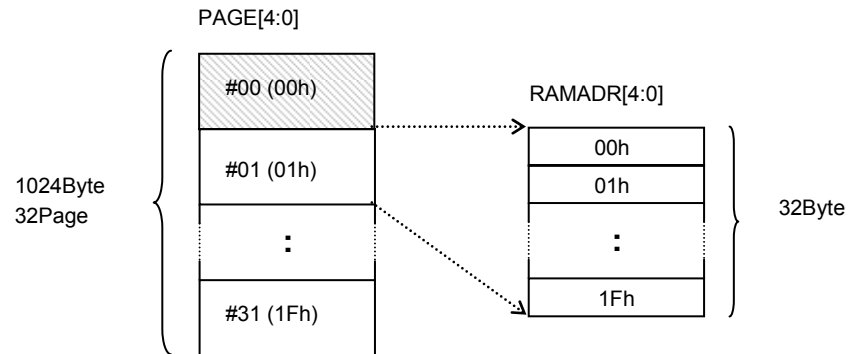 PAGE[4:0]
#00 (00h)
#01 (01h)
:
#31 (1Fh)
1024Byte
32Page
RAMADR[4:0]
00h
01h
:
1Fh
32Byte